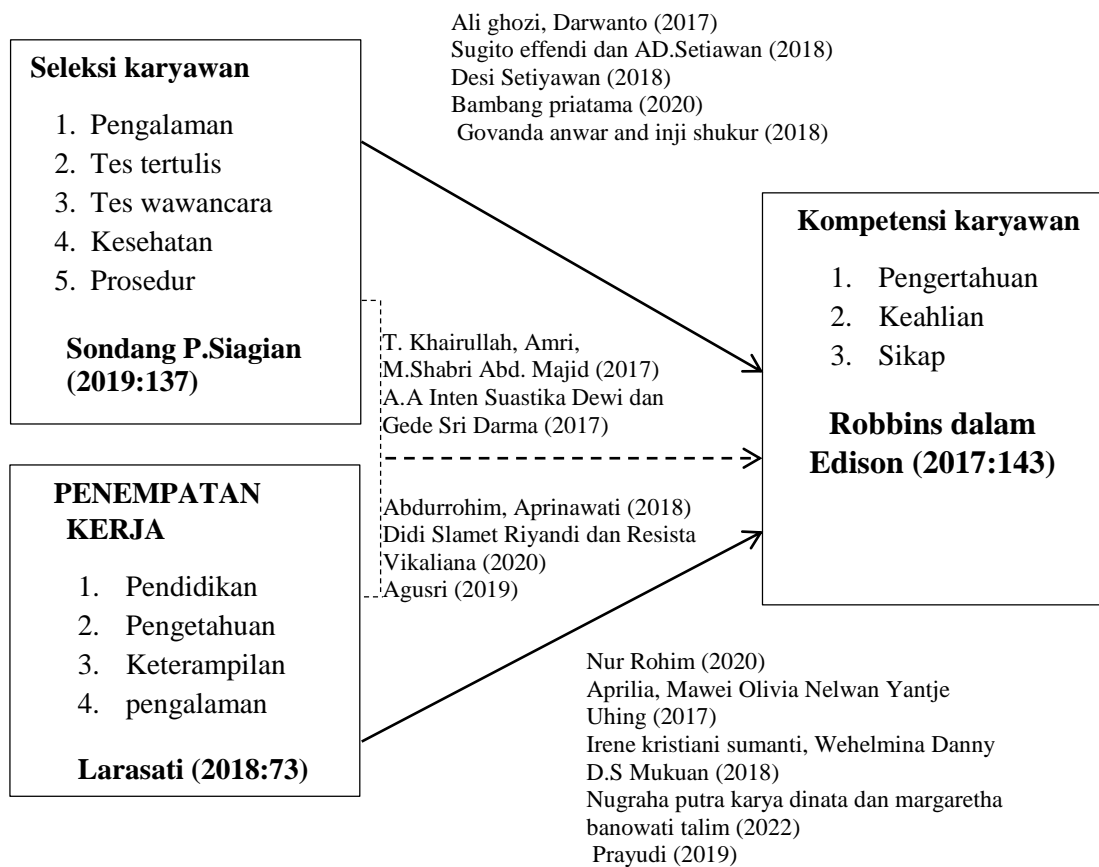 Ali ghozi, Darwanto (2017)
Sugito effendi dan AD.Setiawan (2018)
Desi Setiyawan (2018)
Bambang priatama (2020)
Govanda anwar and inji shukur (2018)
Seleksi karyawan
1. Pengalaman
2. Tes tertulis
3. Tes wawancara
4. Kesehatan
5. Prosedur
Sondang P.Siagian
(2019:137)
Kompetensi karyawan
1. Pengertahuan
2. Keahlian
3. Sikap
Robbins dalam
Edison (2017:143)
T. Khairullah, Amri,
M.Shabri Abd. Majid (2017)
A.A Inten Suastika Dewi dan
Gede Sri Darma (2017)
Abdurrohim, Aprinawati (2018)
Didi Slamet Riyandi dan Resista
Vikaliana (2020)
Agusri (2019)
PENEMPATAN
KERJA
1. Pendidikan
2. Pengetahuan
3. Keterampilan
4. pengalaman
Larasati (2018:73)
Nur Rohim (2020)
Aprilia, Mawei Olivia Nelwan Yantje
Uhing (2017)
Irene kristiani sumanti, Wehelmina Danny
D.S Mukuan (2018)
Nugraha putra karya dinata dan margaretha
banowati talim (2022)
Prayudi (2019)